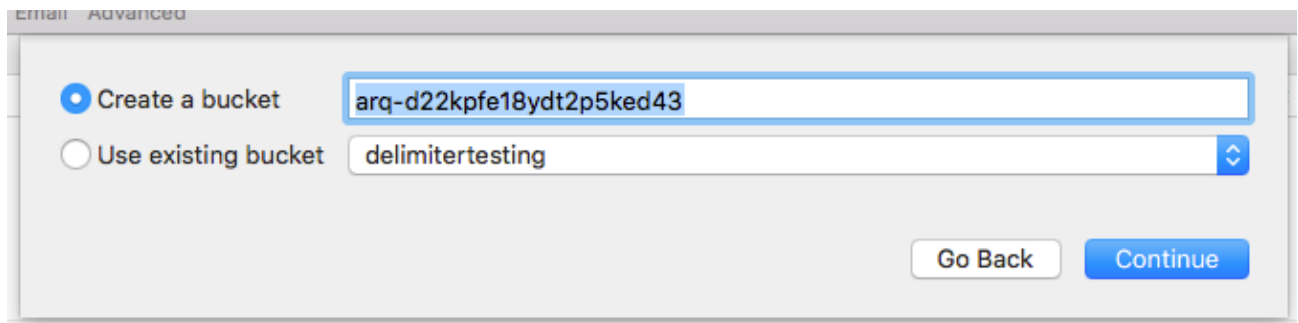 Email Advanced
Create a bucket arq-d22kpfe18ydt2p5ked43
Use existing bucket delimitertesting
Go Back Continue